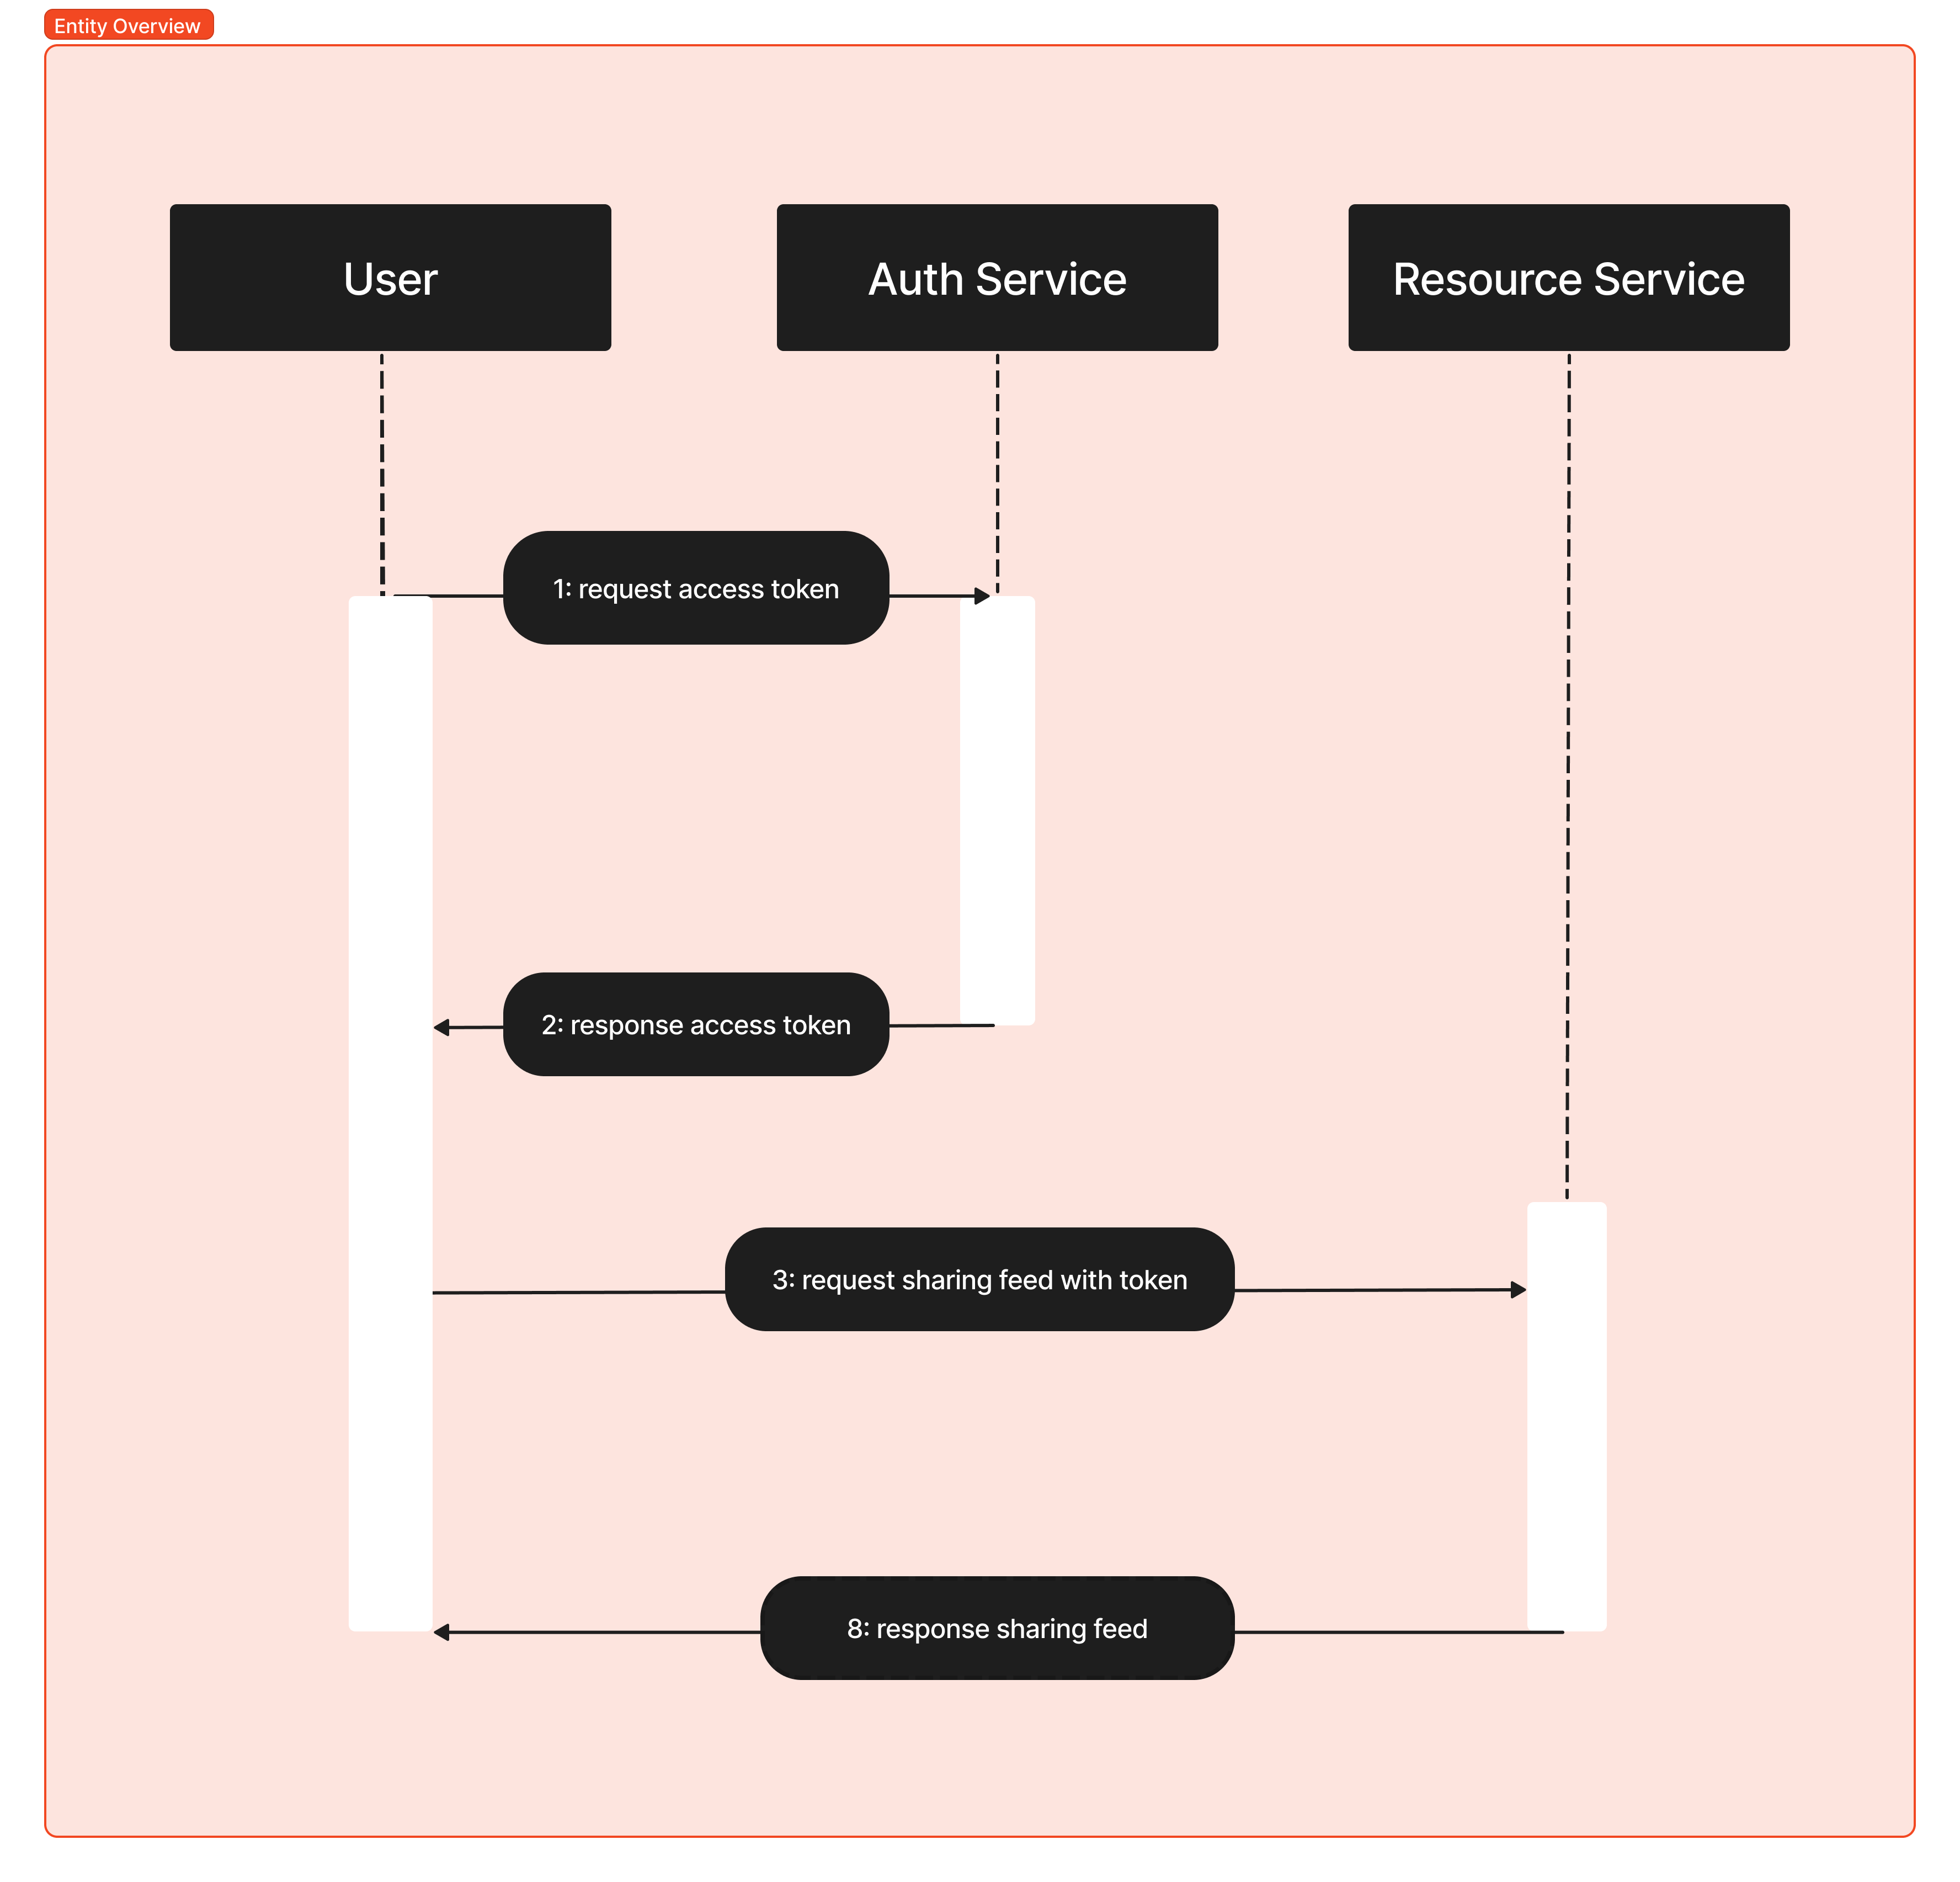 Entity Overview
User
Auth Service
Resource Service
1: request access token
2: response access token
3: request sharing feed with token
8: response sharing feed